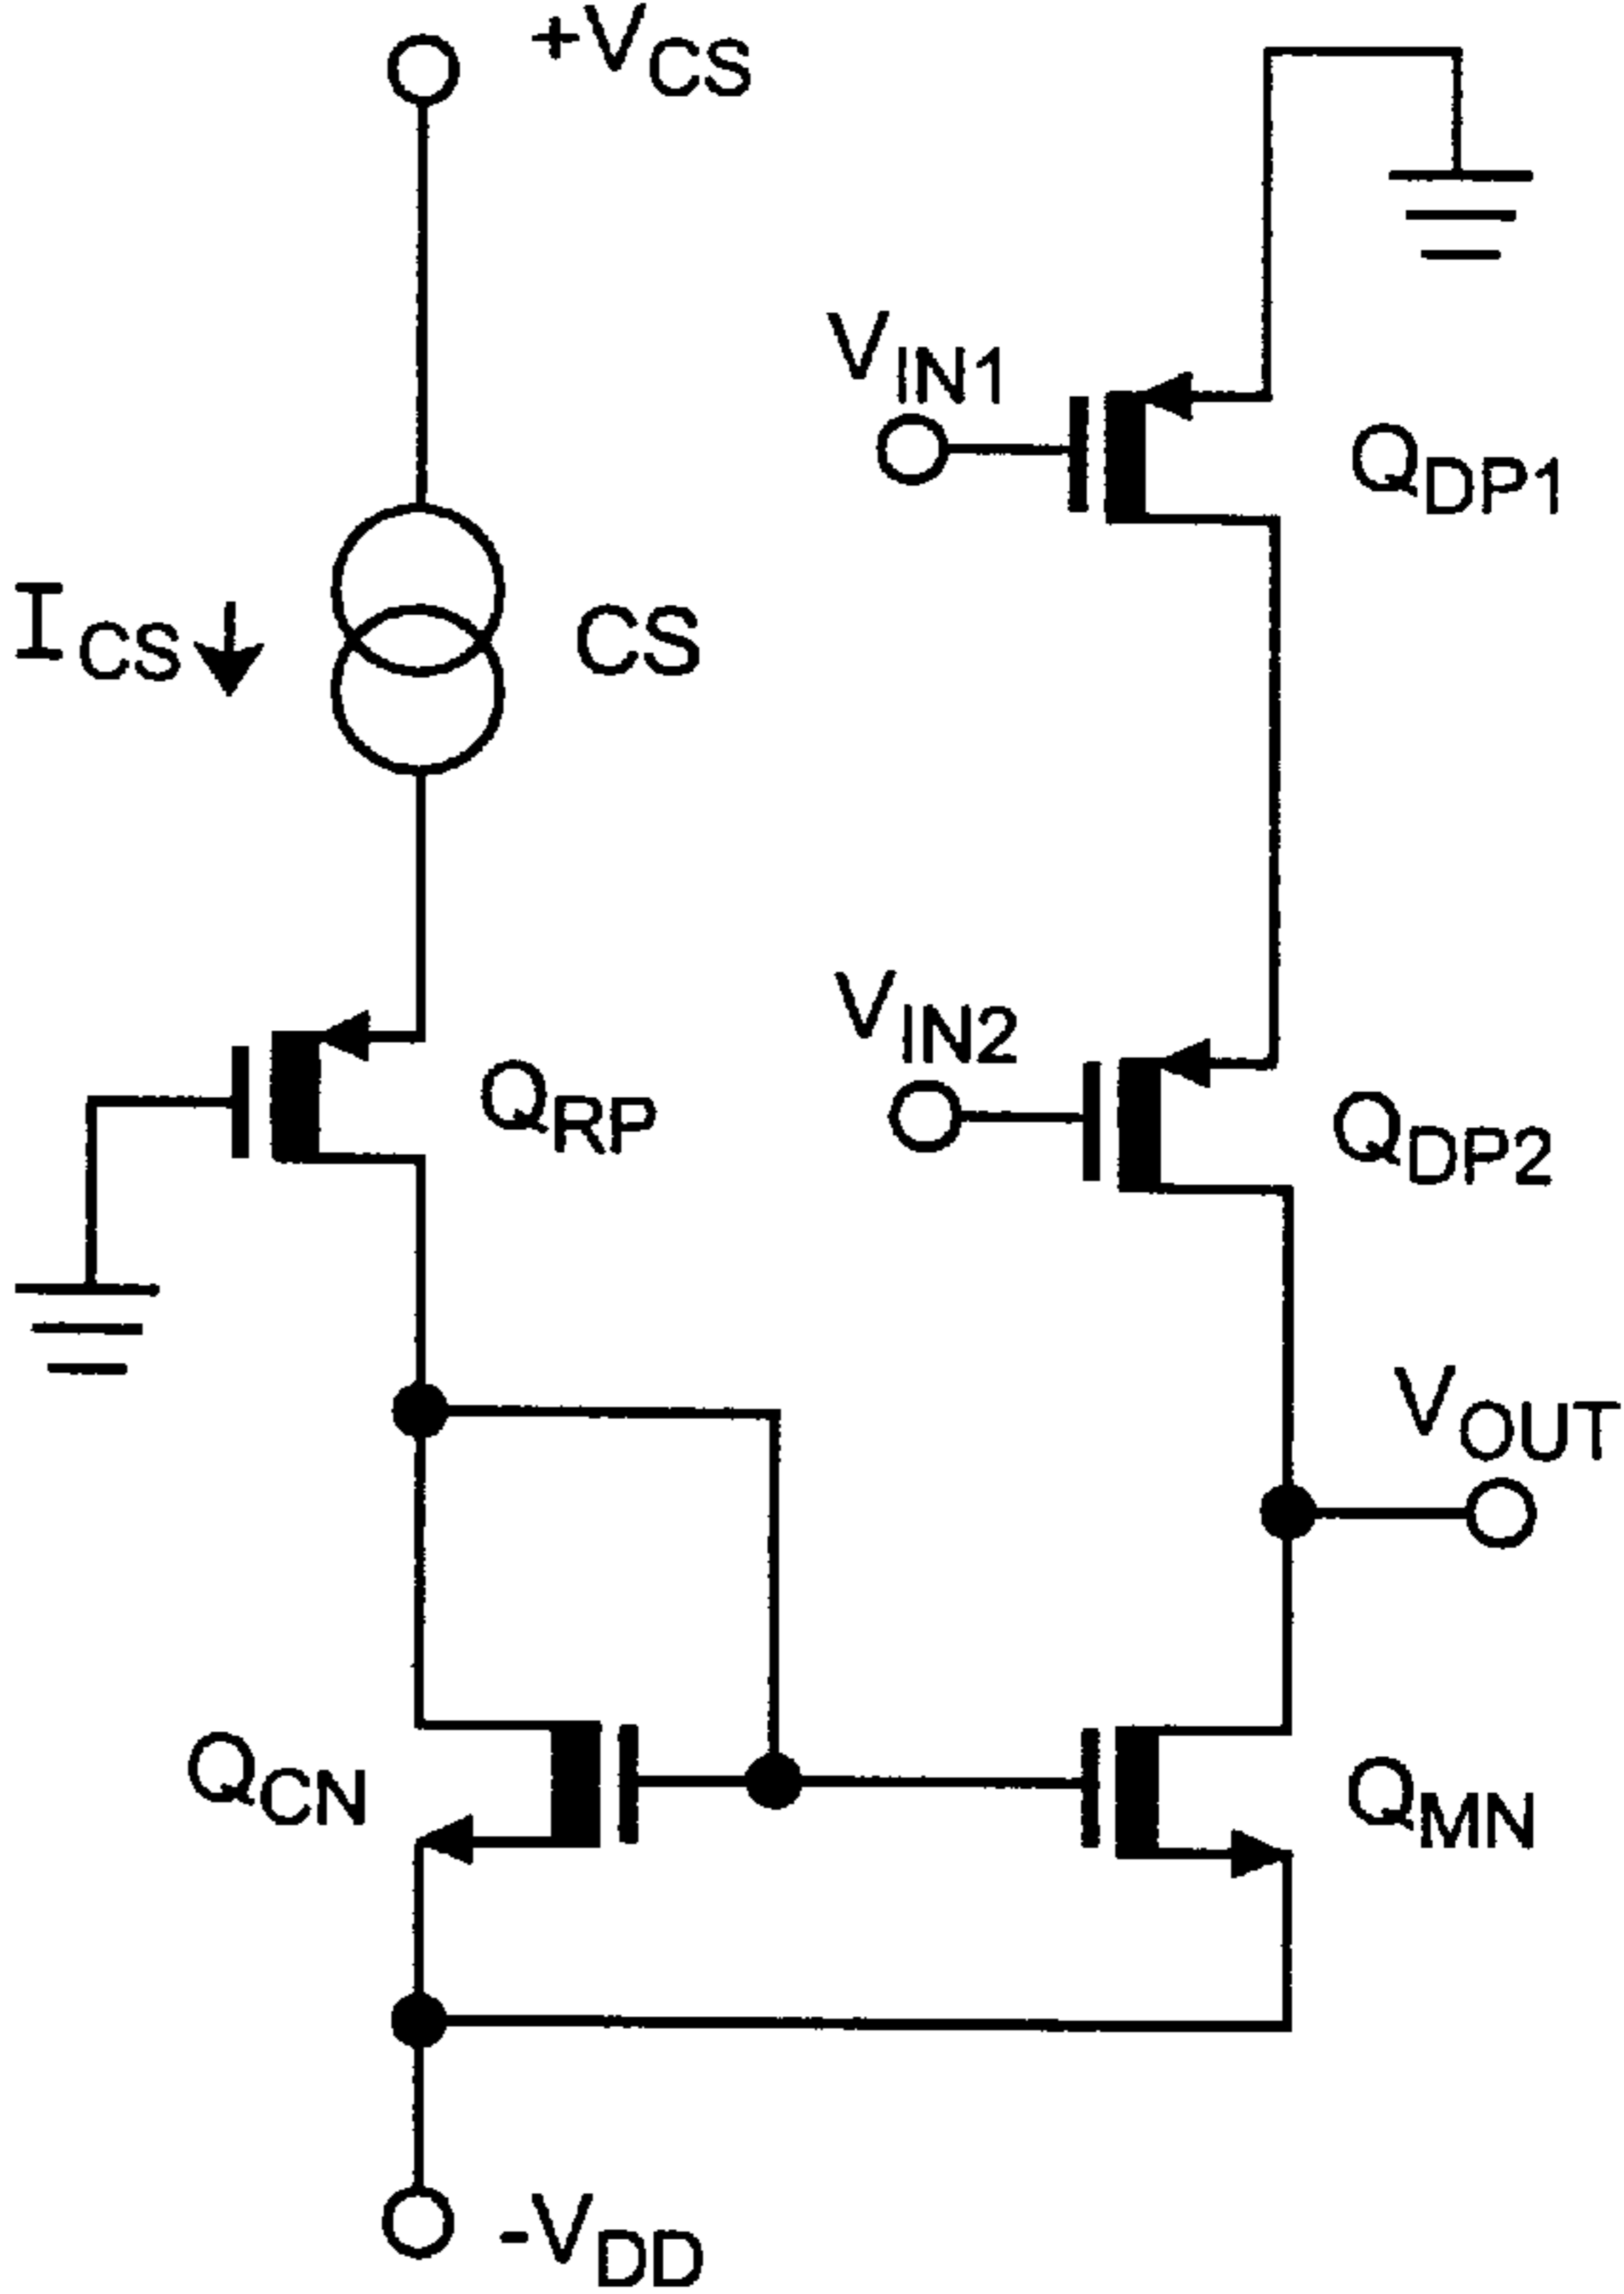 +VCS
VIN1
QDP1
ICS
CS
VIN2
QRP
QDP2
VOUT
QCN
QMN
-VDD